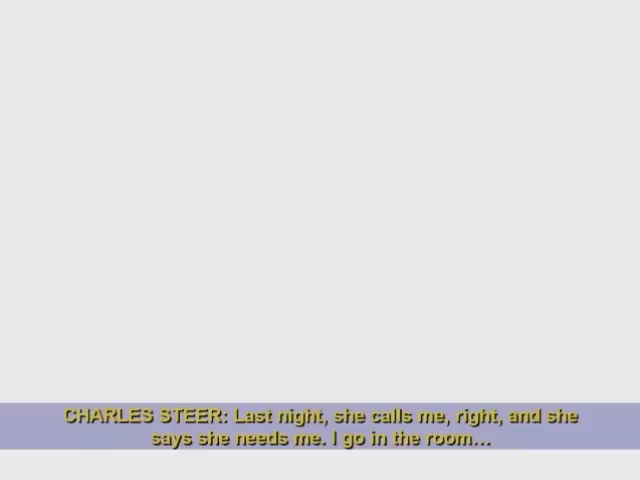 CHARLES STEER: Last night, she calls me, right, and she
says she needs me. I go in the room...